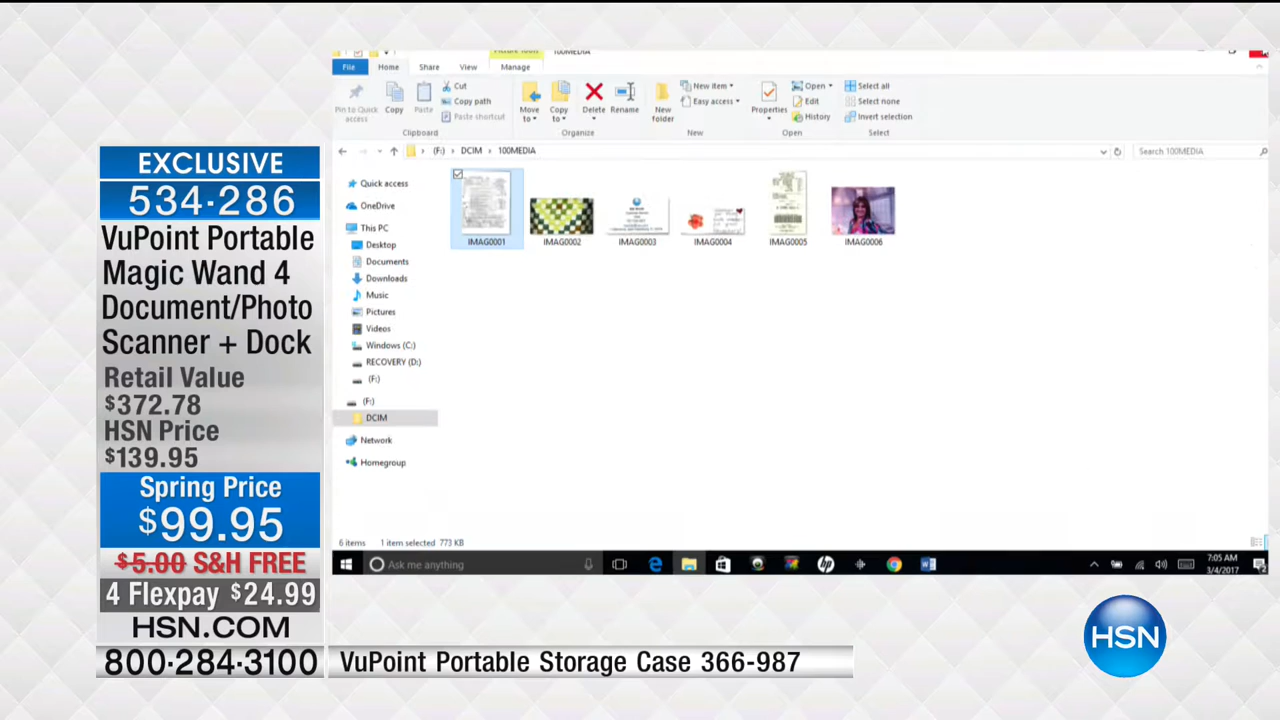 EXCLUSIVE
534-286
VuPoint Portable
Magic Wand 4
Document/Photo
Scanner + Dock
Retail Value
$372.78
HSN Price
$139.95
Spring Price
$99.95
$5.00 S&H FREE
4 Flexpay $24.99
HSN.COM
800-284-3100
VuPoint Portable Storage Case 366-987
HSN
Picture Tools
100MEDIA
File Home Share View Manage
Pin to Quick access
Copy
Paste
Cut
Copy path
Paste shortcut
Clipboard
Move to
Copy to
Delete
Rename
Organize
New folder
New item
Easy access
New
Properties
Open
Edit
History
Open
Select all
Select none
Invert selection
Select
(F:) DCIM 100MEDIA
Search 100MEDIA
Quick access
OneDrive
This PC
Desktop
Documents
Downloads
Music
Pictures
Videos
Windows (C:)
RECOVERY (D:)
(F:)
(F:)
DCIM
Network
Homegroup
IMAG0001 IMAG0002 IMAG0003 IMAG0004 IMAG0005 IMAG0006
6 items 1 item selected 773 KB
Ask me anything
hp
7:05 AM
3/4/2017